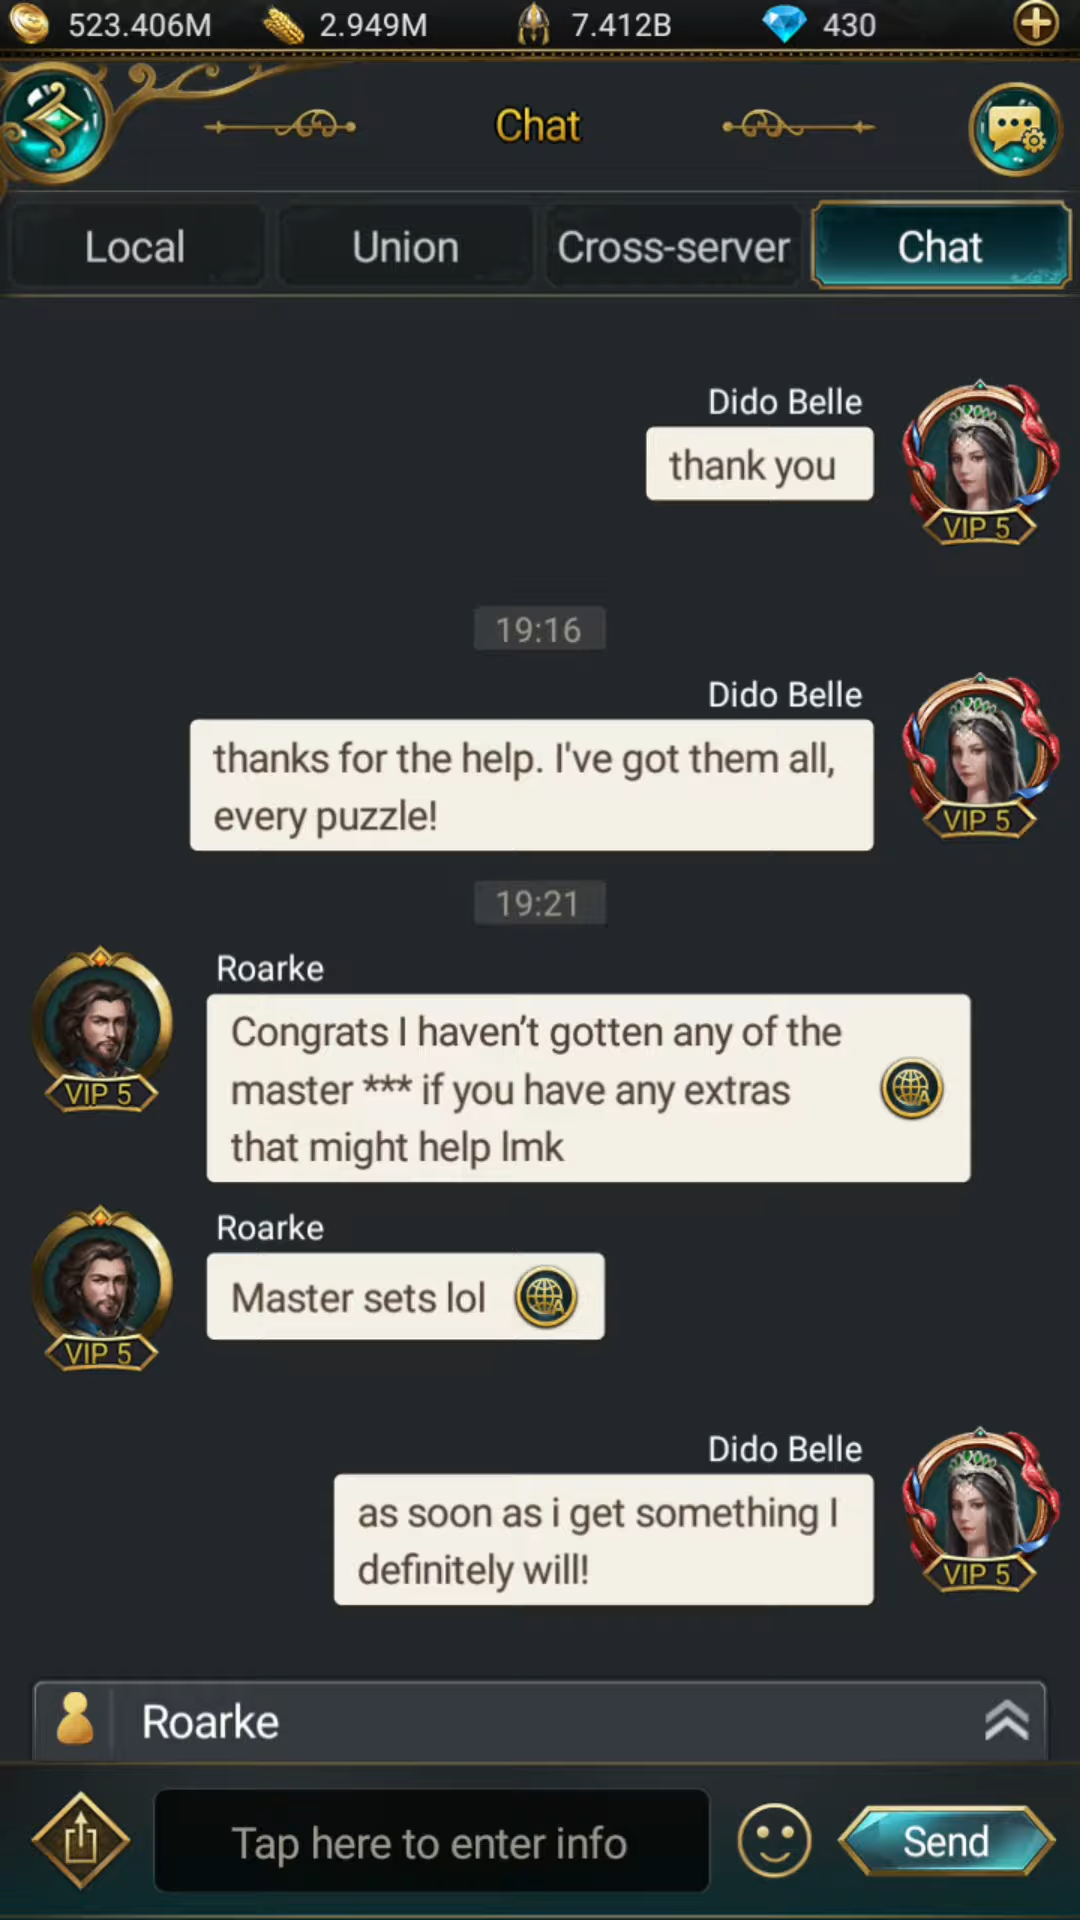 523.406M 2.949M 7.412B 430
Chat
Local Union Cross-server Chat
Dido Belle
thank you
VIP 5
19:16
Dido Belle
thanks for the help. I've got them all,
every puzzle!
VIP 5
19:21
Roarke
Congrats I haven’t gotten any of the
master *** if you have any extras
that might help lmk
VIP 5
Roarke
Master sets lol
VIP 5
Dido Belle
as soon as i get something I
definitely will!
VIP 5
Roarke
Tap here to enter info
Send